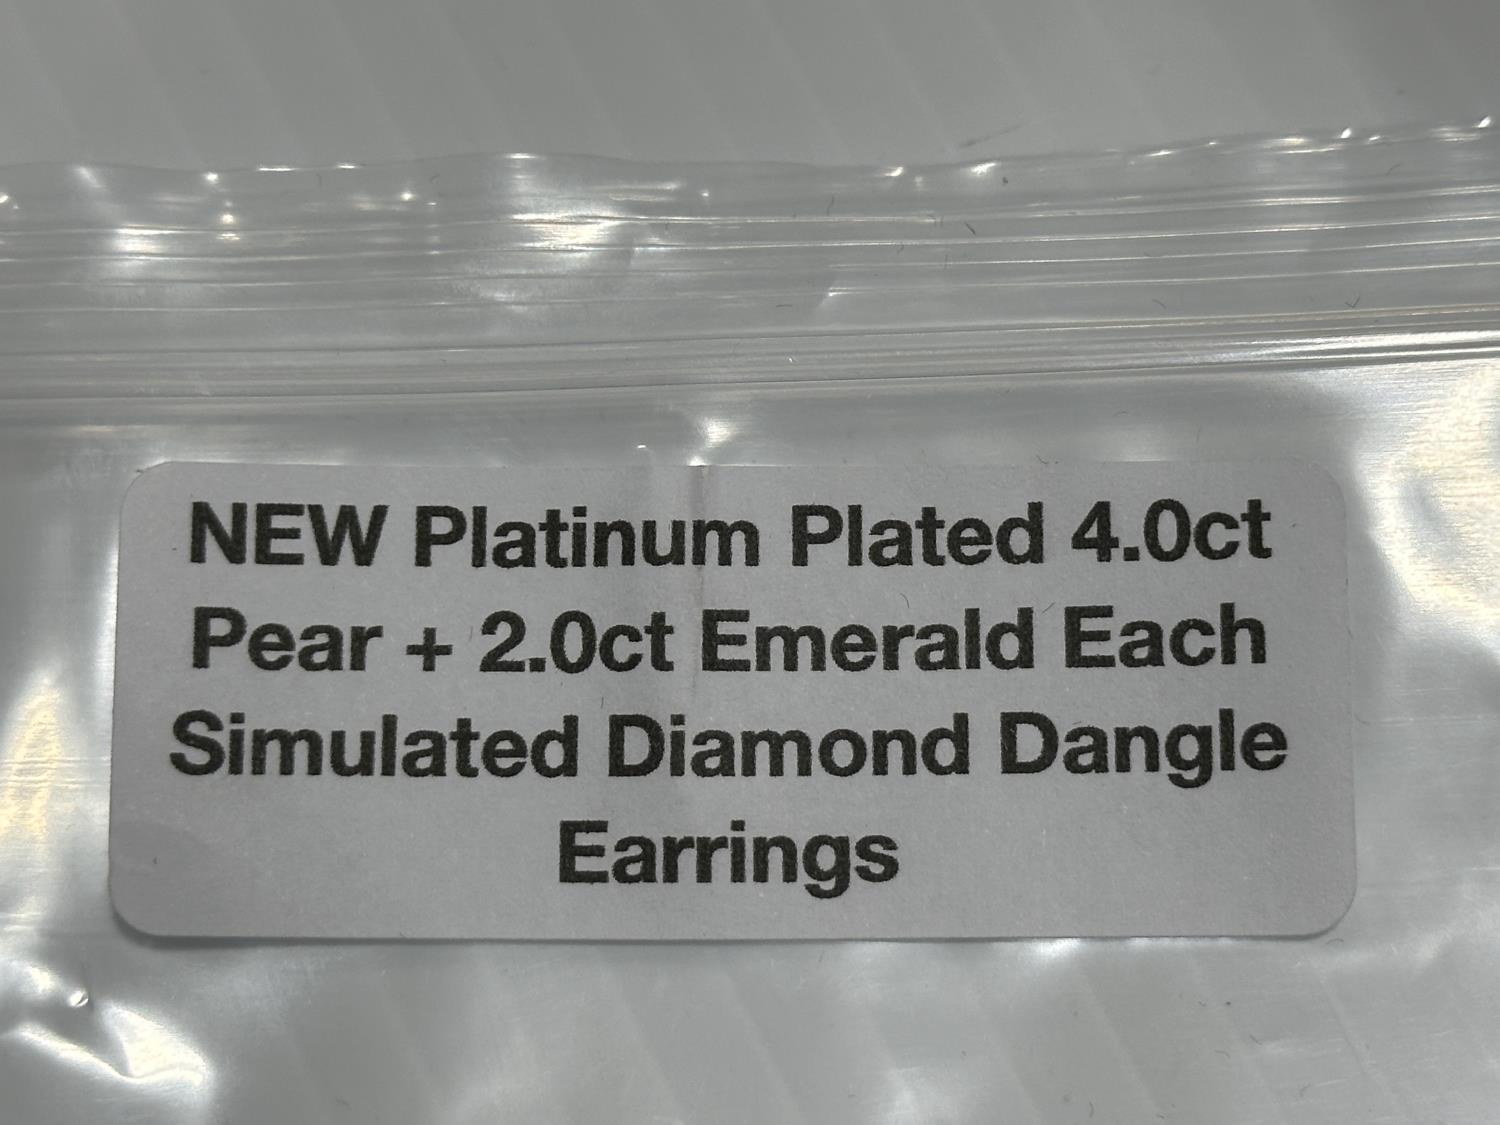 NEW Platinum Plated 4.0ct
Pear + 2.0ct Emerald Each
Simulated Diamond Dangle
Earrings